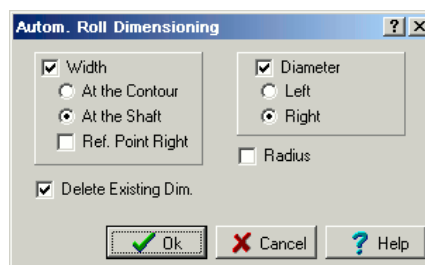 Autom. Roll Dimensioning
Width
At the Contour
At the Shaft
Ref. Point Right
Diameter
Left
Right
Radius
Delete Existing Dim.
Ok
Cancel
? Help